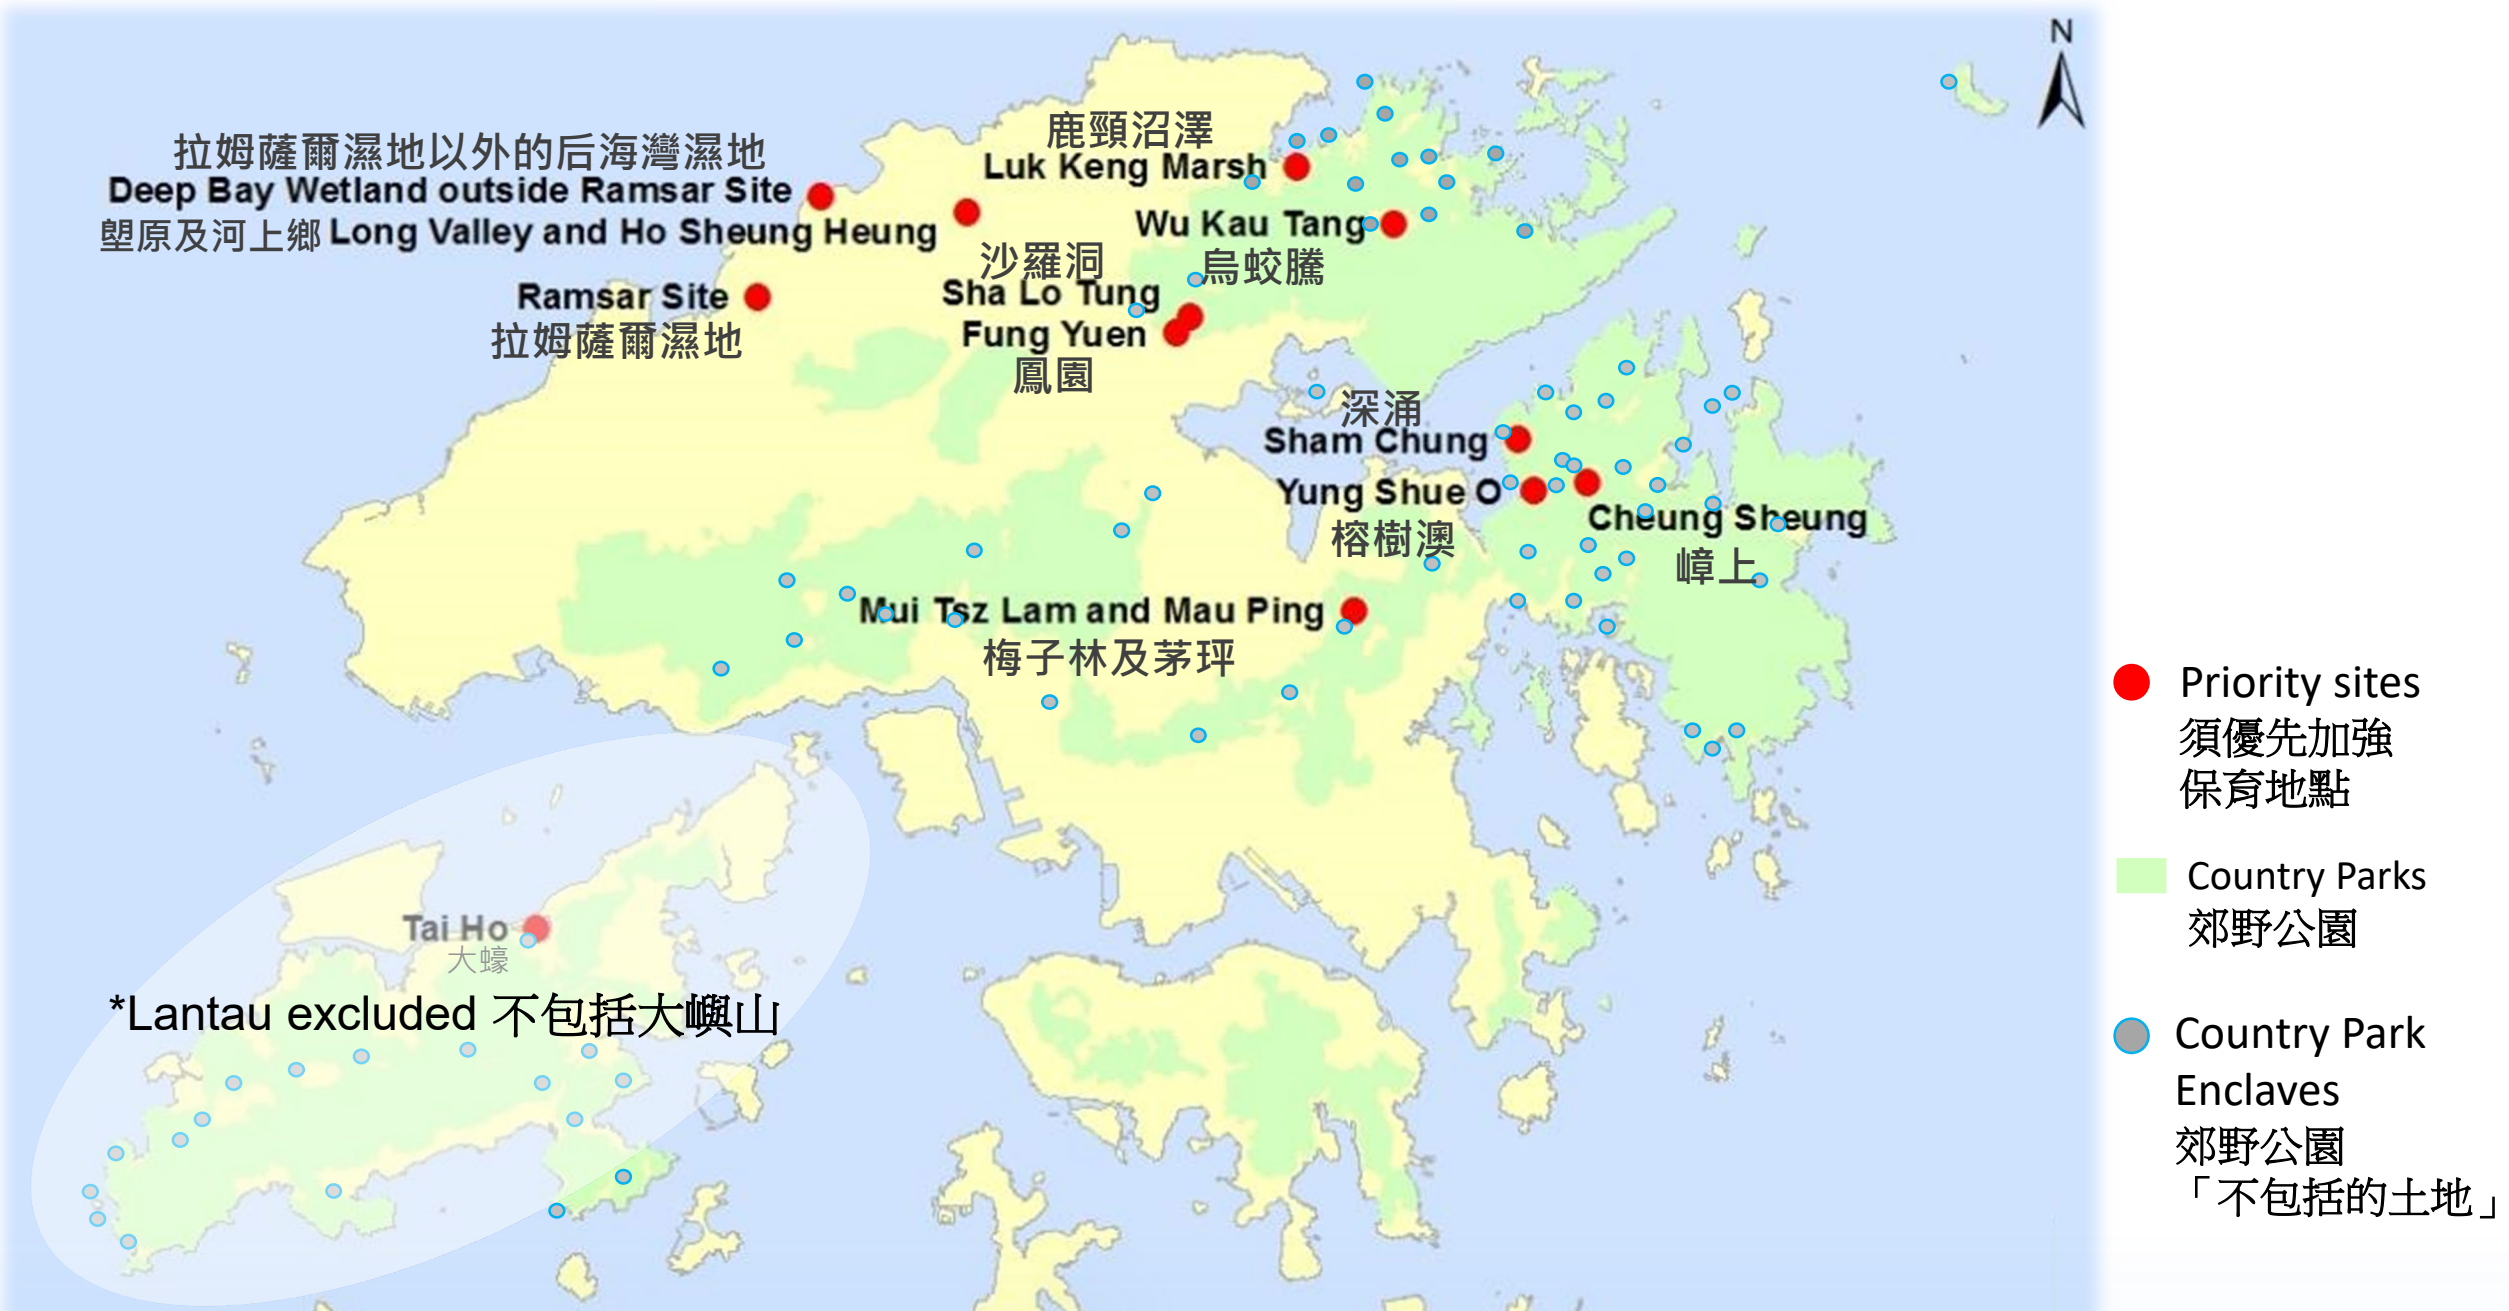 N
鹿頸沼澤
Luk Keng Marsh
拉姆薩爾濕地以外的后海灣濕地
Deep Bay Wetland outside Ramsar Site
塱原及河上鄉 Long Valley and Ho Sheung Heung
Wu Kau Tang
烏蛟騰
沙羅洞
Sha Lo Tung
Ramsar Site
拉姆薩爾濕地
Fung Yuen
鳳園
深涌
Sham Chung
Yung Shue O
榕樹澳
Cheung Sheung
嶂上
Mui Tsz Lam and Mau Ping
梅子林及茅坪
Tai Ho
大蠔
*Lantau excluded 不包括大嶼山
Priority sites
須優先加強
保育地點
Country Parks
郊野公園
Country Park
Enclaves
郊野公園
「不包括的土地」